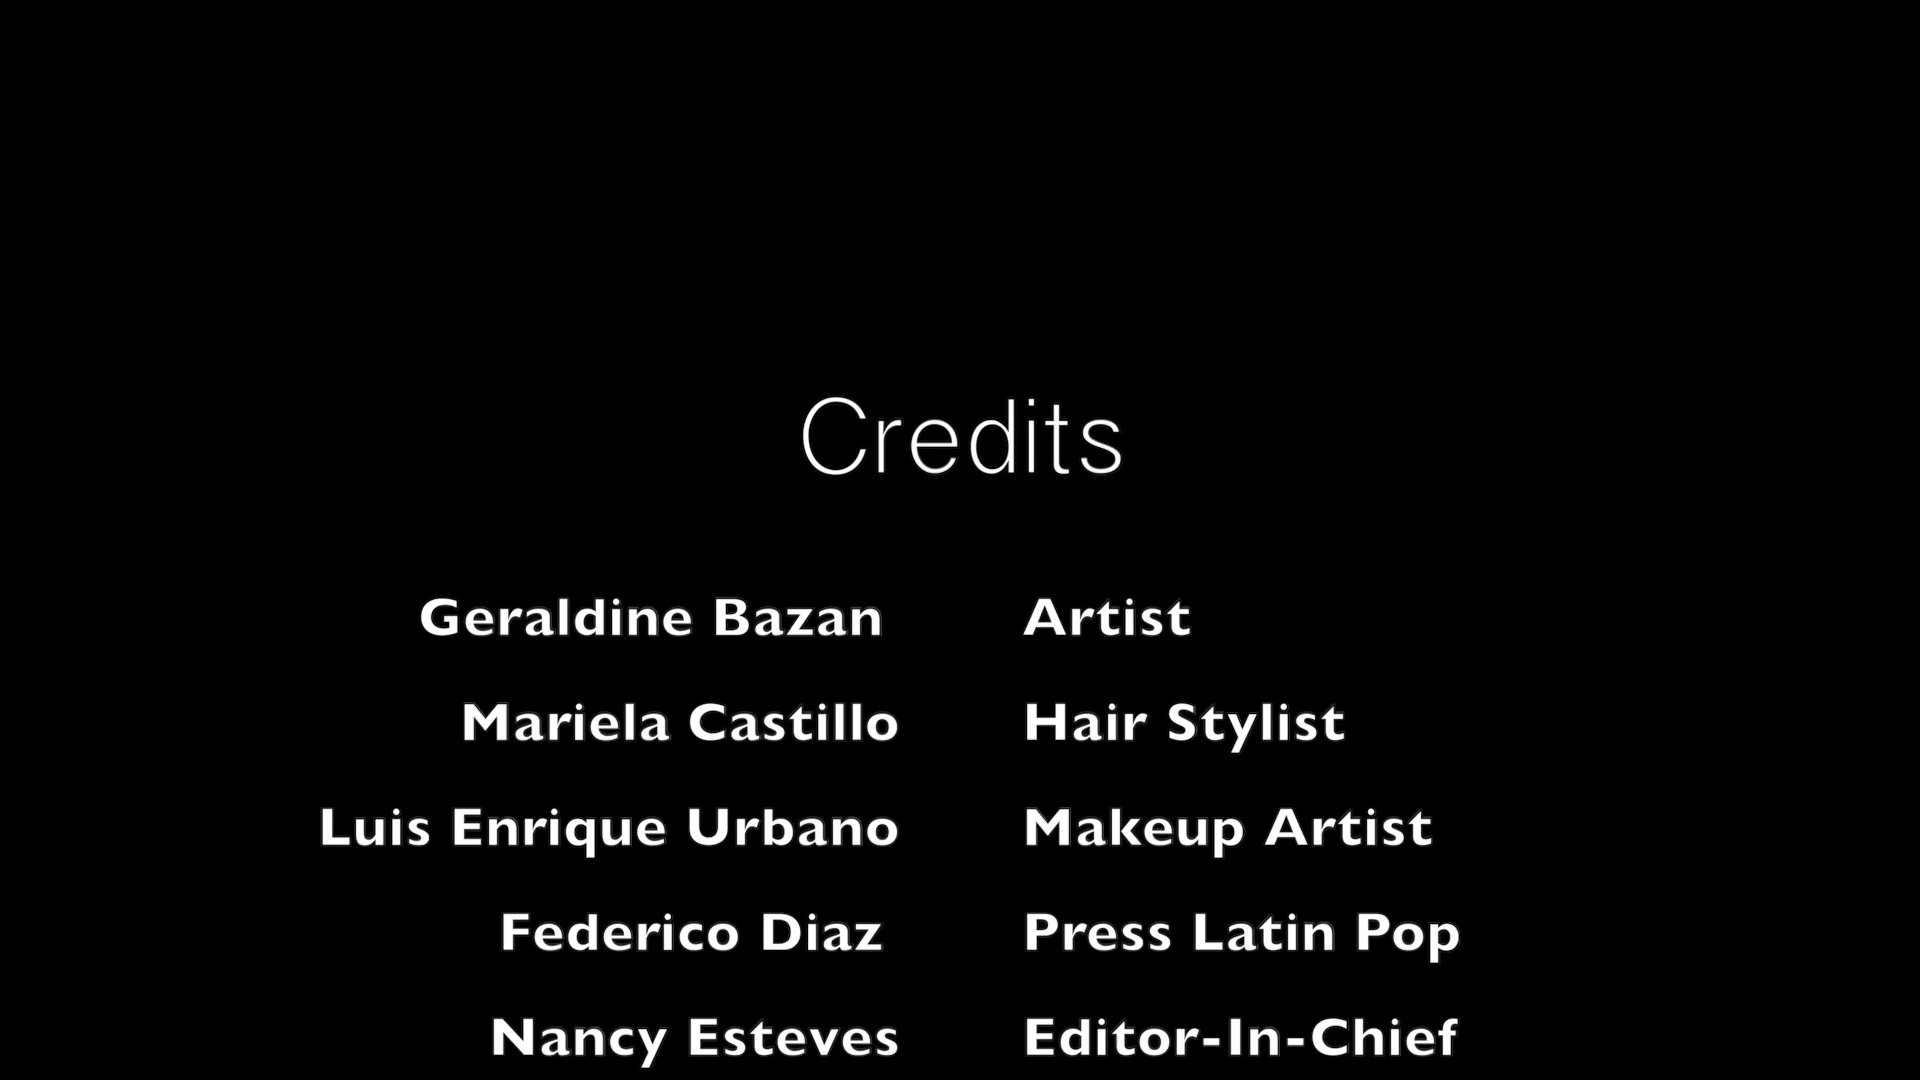 Credits
Geraldine Bazan Artist
Mariela Castillo Hair Stylist
Luis Enrique Urbano Makeup Artist
Federico Diaz Press Latin Pop
Nancy Esteves Editor-In-Chief